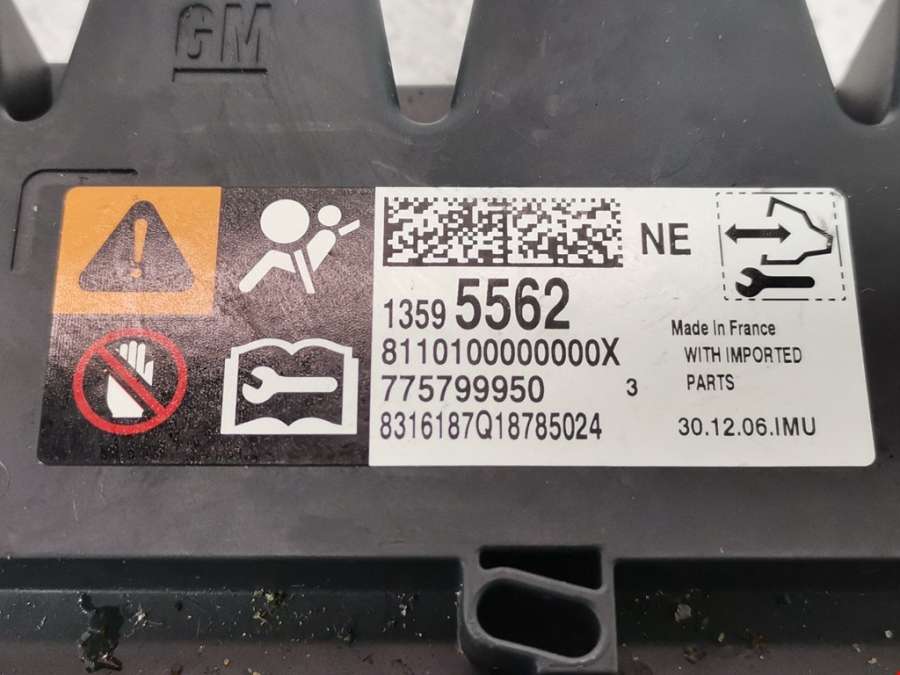 GM
NE
1359 5562
8110100000000X
775799950 3
8316187Q18785024
Made In France
WITH IMPORTED
PARTS
30.12.06.IMU